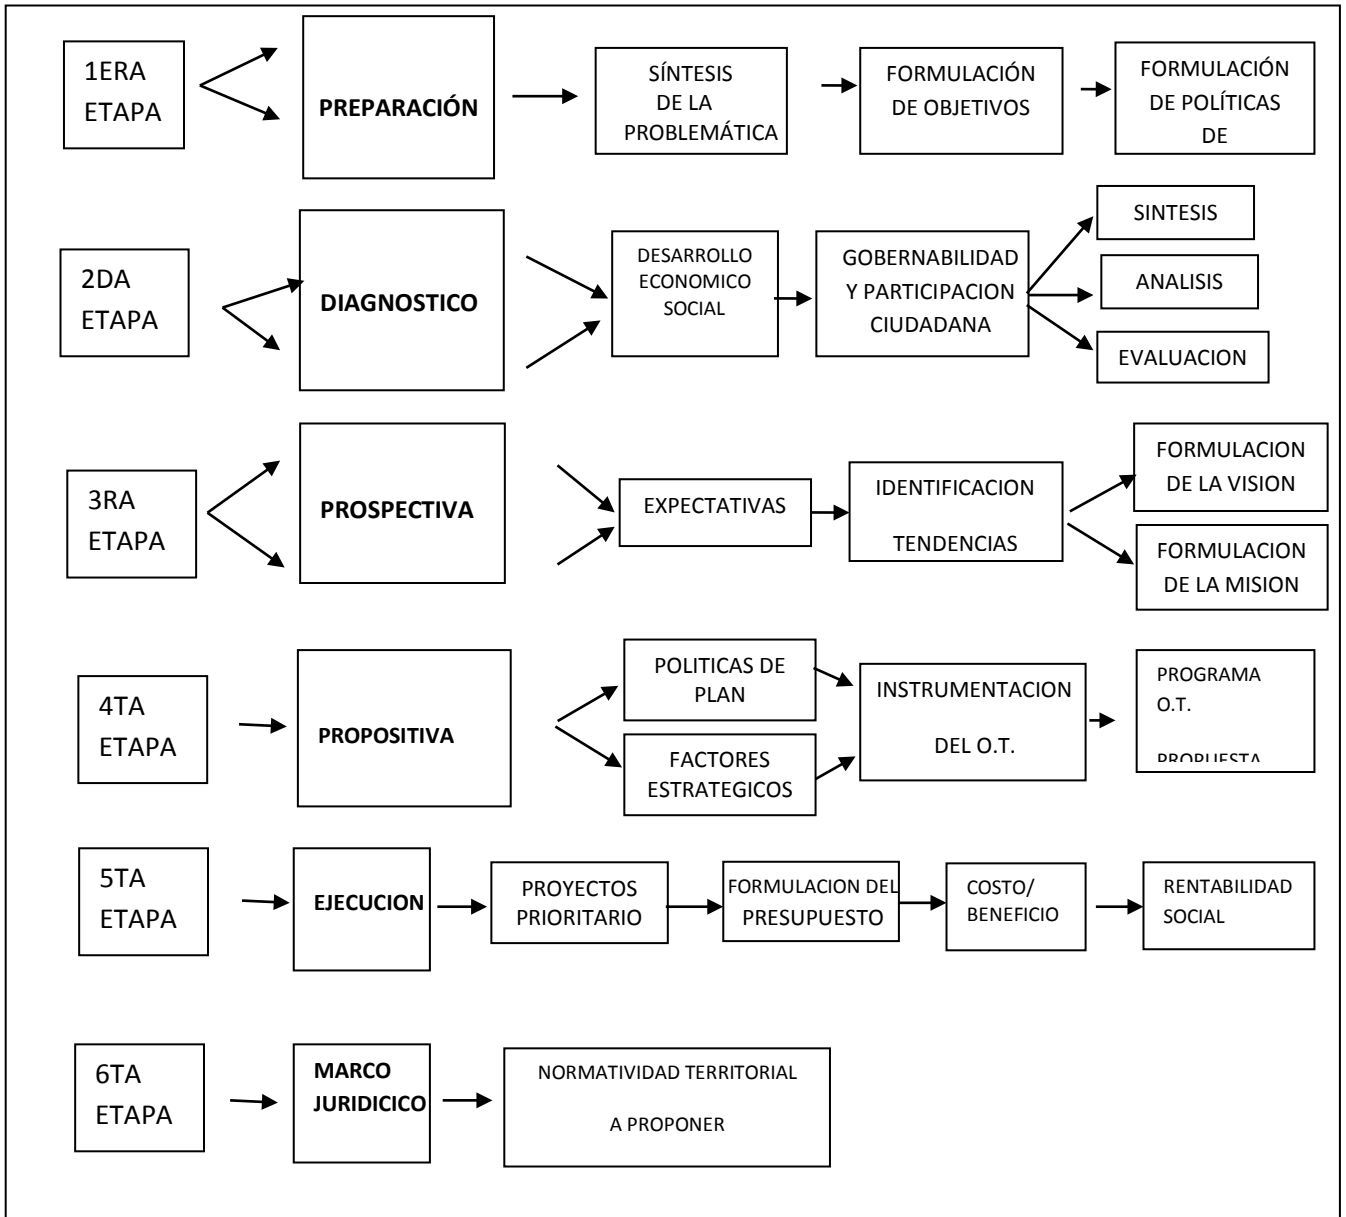 1ERA
ETAPA
PREPARACIÓN
SÍNTESIS
DE LA
PROBLEMÁTICA
FORMULACIÓN
DE OBJETIVOS
FORMULACIÓN
DE POLÍTICAS
DE
2DA
ETAPA
DIAGNOSTICO
DESARROLLO
ECONOMICO
SOCIAL
GOBERNABILIDAD
Y PARTICIPACION
CIUDADANA
SINTESIS
ANALISIS
EVALUACION
3RA
ETAPA
PROSPECTIVA
EXPECTATIVAS
IDENTIFICACION
TENDENCIAS
FORMULACION
DE LA VISION
FORMULACION
DE LA MISION
4TA
ETAPA
PROPOSITIVA
POLITICAS DE
PLAN
FACTORES
ESTRATEGICOS
INSTRUMENTACION
DEL O.T.
PROGRAMA
O.T.
PROPUESTA
5TA
ETAPA
EJECUCION
PROYECTOS
PRIORITARIO
FORMULACION DEL
PRESUPUESTO
COSTO/
BENEFICIO
RENTABILIDAD
SOCIAL
6TA
ETAPA
MARCO
JURIDICICO
NORMATIVIDAD TERRITORIAL
A PROPONER